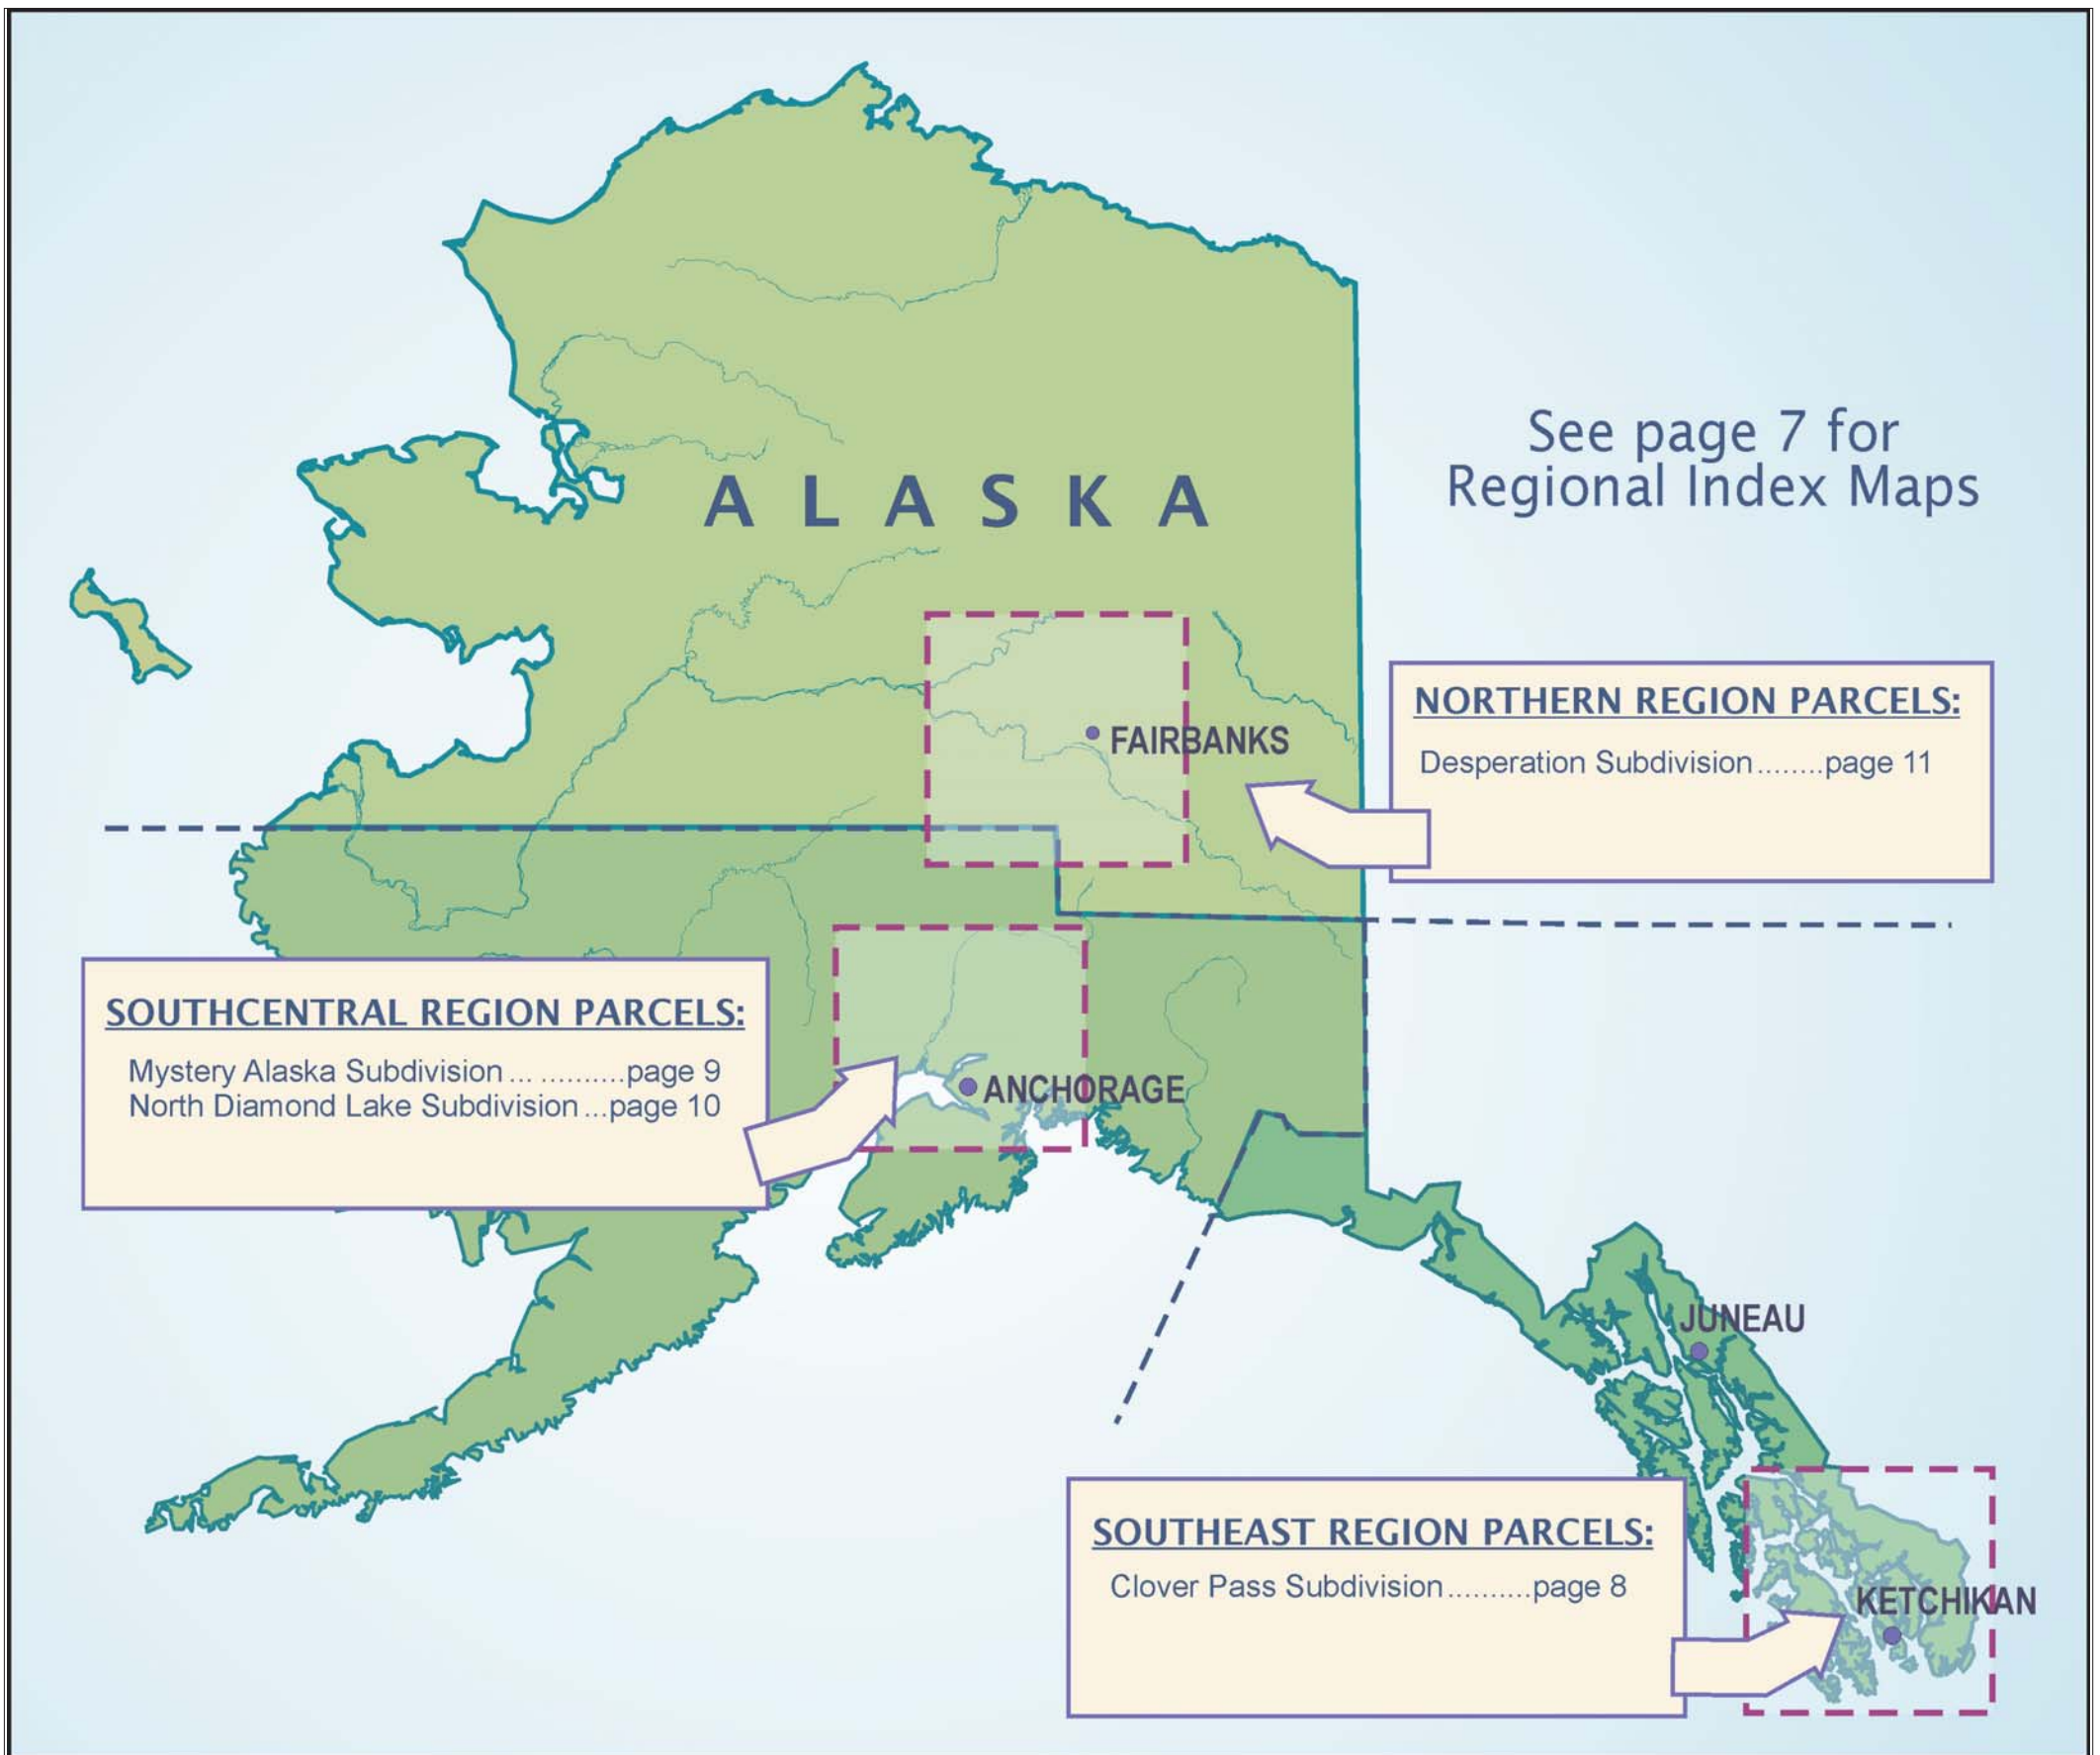 See page 7 for
Regional Index Maps
A L A S K A
NORTHERN REGION PARCELS:
Desperation Subdivision........page 11
FAIRBANKS
SOUTHCENTRAL REGION PARCELS:
Mystery Alaska Subdivision ... ...........page 9
North Diamond Lake Subdivision ...page 10
ANCHORAGE
JUNEAU
SOUTHEAST REGION PARCELS:
Clover Pass Subdivision..........page 8
KETCHIKAN